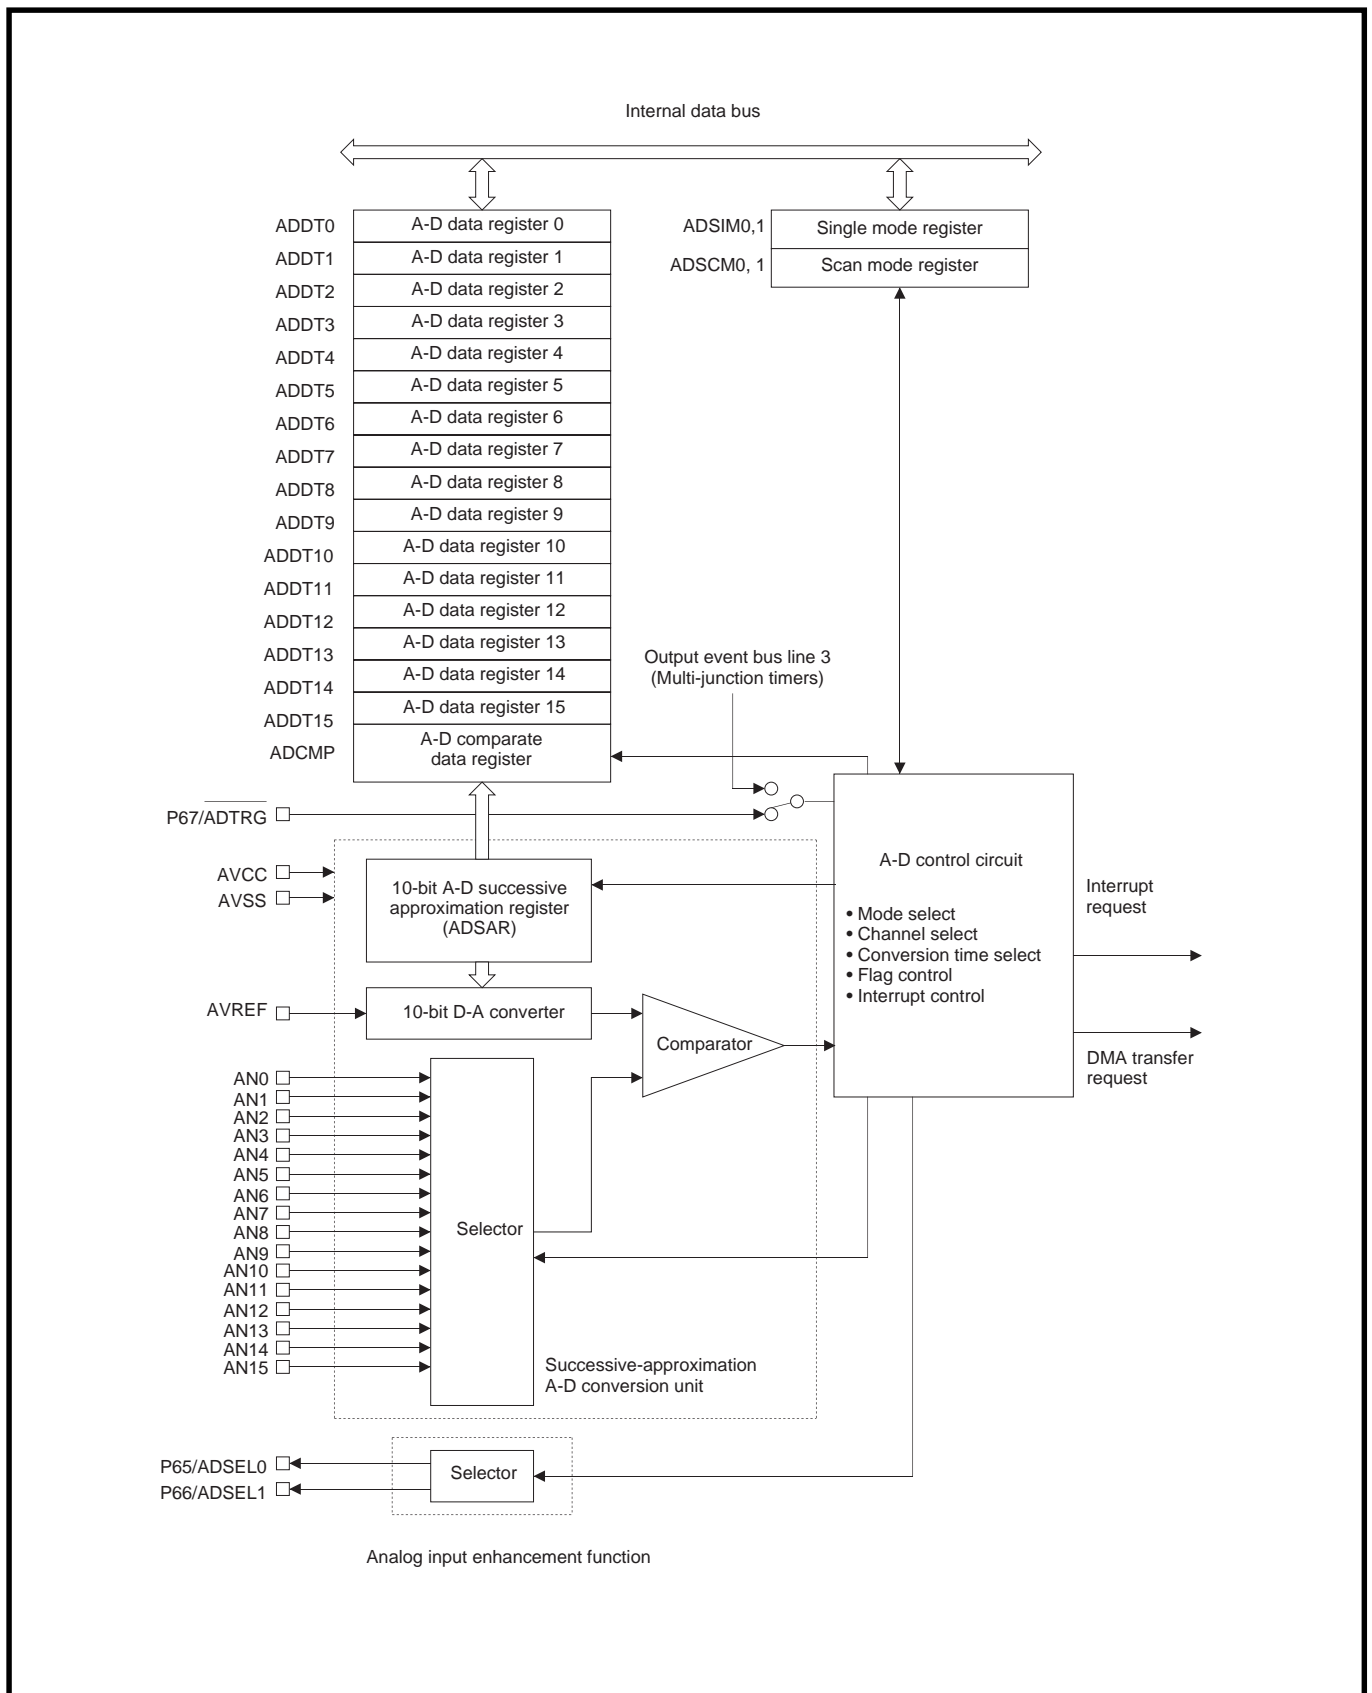 Internal data bus
ADDT0 A-D data register 0
ADDT1 A-D data register 1
ADDT2 A-D data register 2
ADDT3 A-D data register 3
ADDT4 A-D data register 4
ADDT5 A-D data register 5
ADDT6 A-D data register 6
ADDT7 A-D data register 7
ADDT8 A-D data register 8
ADDT9 A-D data register 9
ADDT10 A-D data register 10
ADDT11 A-D data register 11
ADDT12 A-D data register 12
ADDT13 A-D data register 13
ADDT14 A-D data register 14
ADDT15 A-D data register 15
ADCMP A-D comparate
data register
ADSIM0,1 Single mode register
ADSCM0, 1 Scan mode register
Output event bus line 3
(Multi-junction timers)
P67/ADTRG
AVCC
AVSS
10-bit A-D successive
approximation register
(ADSAR)
A-D control circuit
• Mode select
• Channel select
• Conversion time select
• Flag control
• Interrupt control
Interrupt
request
DMA transfer
request
AVREF
10-bit D-A converter
Comparator
AN0
AN1
AN2
AN3
AN4
AN5
AN6
AN7
AN8
AN9
AN10
AN11
AN12
AN13
AN14
AN15
Selector
Successive-approximation
A-D conversion unit
P65/ADSEL0
P66/ADSEL1
Selector
Analog input enhancement function